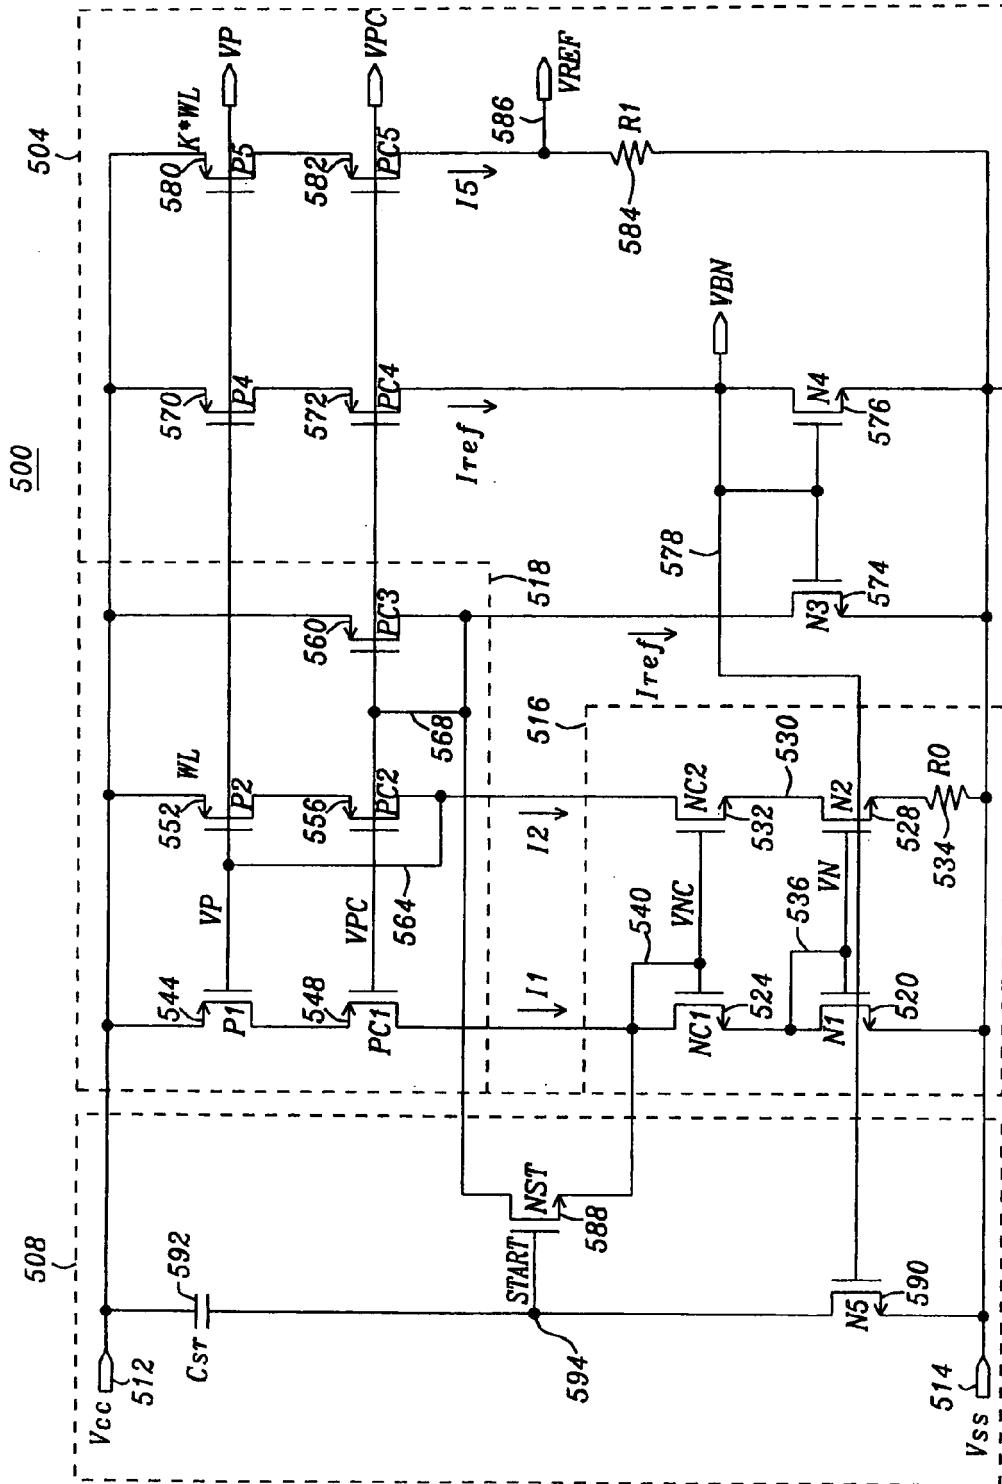 500
504
508
592
Vcc
512
Csr
START
NST
588
594
N5
590
514
Vss
VP
544
P1
VPC
548
PC1
564
I1
540
VNC
NC1
524
536
VN
N1
520
552
WL
P2
556
PC2
568
I2
NC2
532
530
N2
528
R0
534
560
PC3
518
516
Iref
578
N3
574
570
P4
572
PC4
Iref
VBN
N4
576
580
K*WL
P5
VP
582
PC5
VPC
I5
586
VREF
R1
584